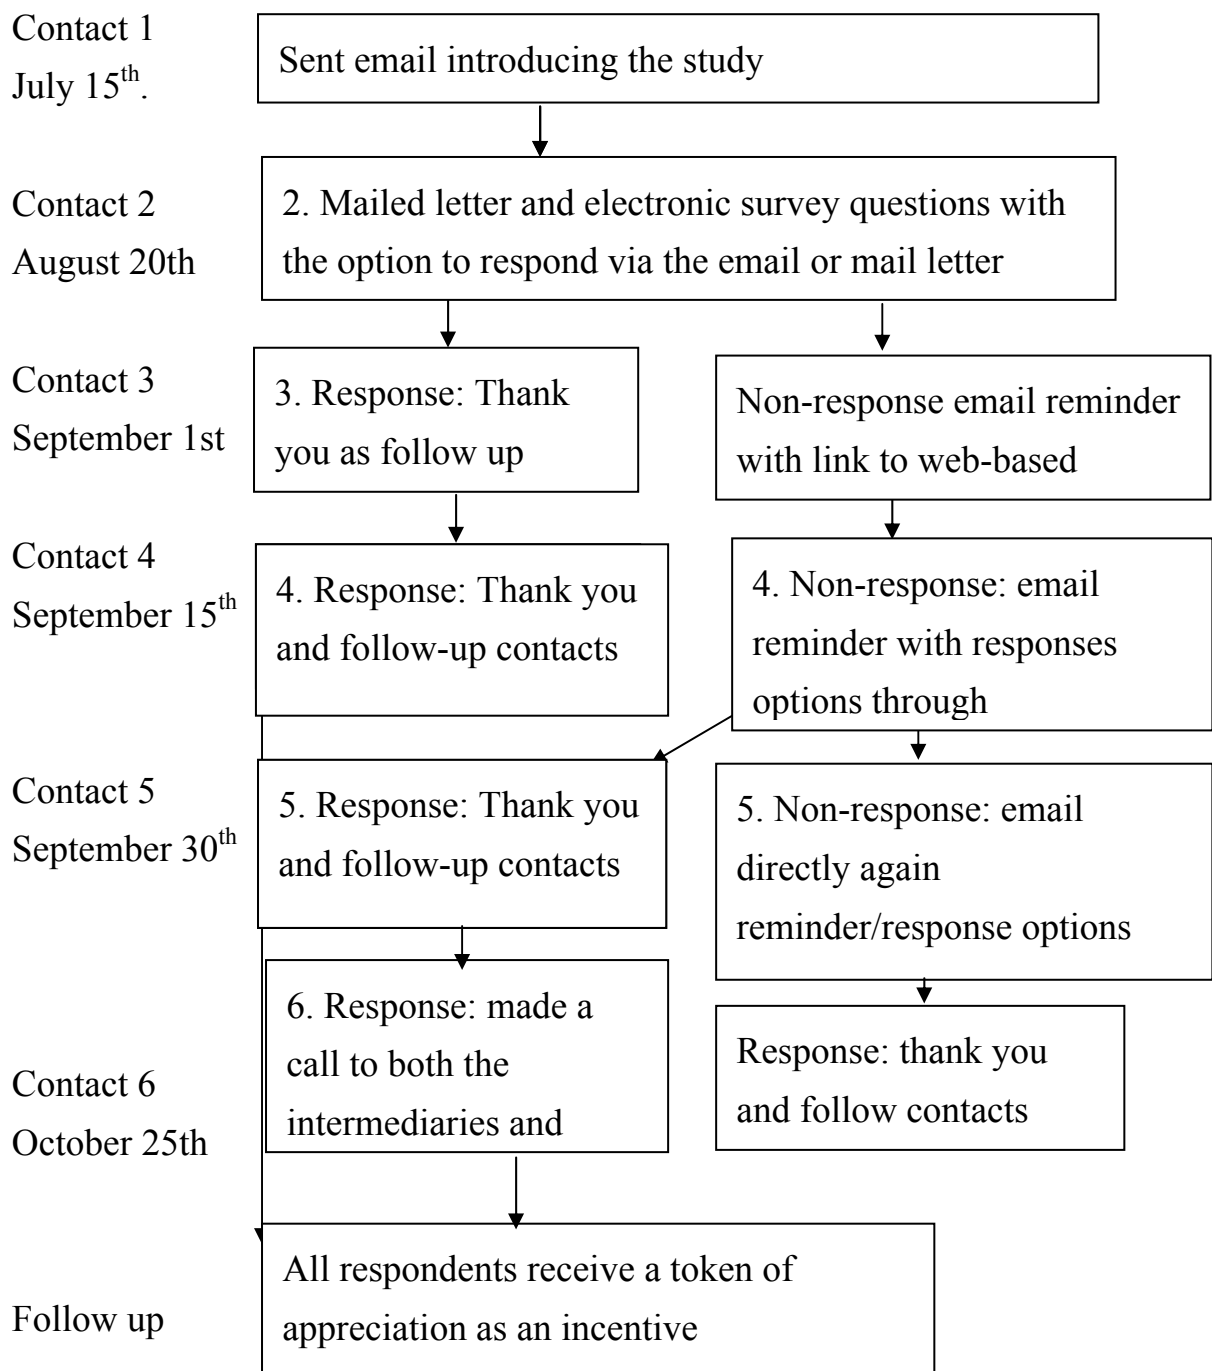 Contact 1
July 15th.
Sent email introducing the study
Contact 2
August 20th
2. Mailed letter and electronic survey questions with
the option to respond via the email or mail letter
Contact 3
September 1st
3. Response: Thank
you as follow up
Non-response email reminder
with link to web-based
Contact 4
September 15th
4. Response: Thank you
and follow-up contacts
4. Non-response: email
reminder with responses
options through
Contact 5
September 30th
5. Response: Thank you
and follow-up contacts
5. Non-response: email
directly again
reminder/response options
Contact 6
October 25th
6. Response: made a
call to both the
intermediaries and
Response: thank you
and follow contacts
Follow up
All respondents receive a token of
appreciation as an incentive